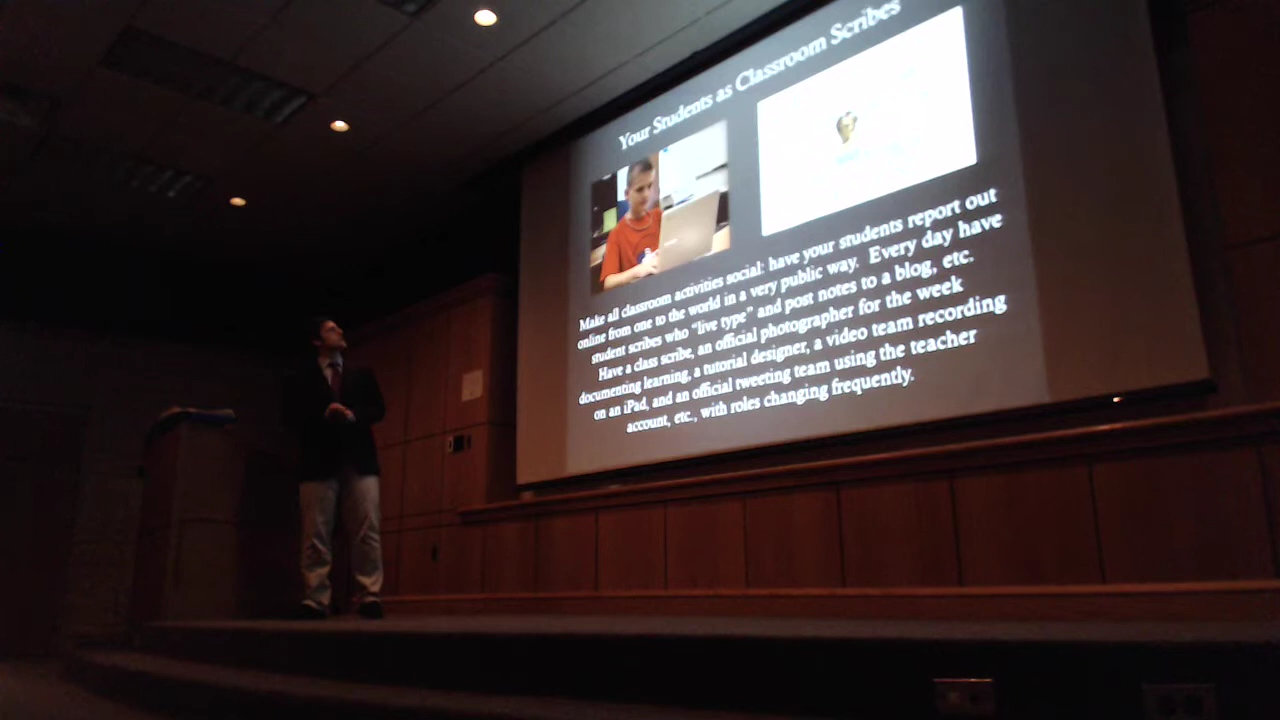 Your Students as Classroom Scribes
Make all classroom activities social: have your students report out
online from one to the world in a very public way. Every day have
student scribes who "live type" and post notes to a blog, etc.
Have a class scribe, an official photographer for the week
documenting learning, a tutorial designer, a video team recording
on an iPad, and an official tweeting team using the teacher
account, etc., with roles changing frequently.